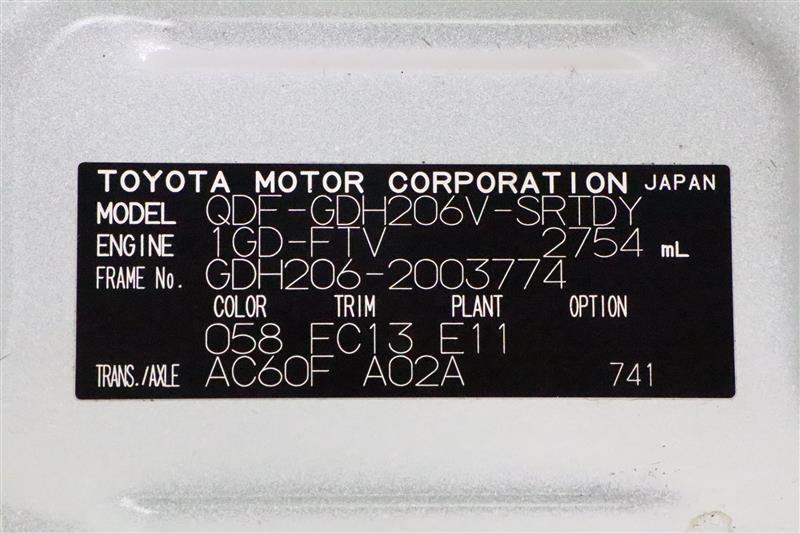 TOYOTA MOTOR CORPORATION JAPAN
MODEL QDF-GDH206V-SRTDY
ENGINE 1GD-FTV 2754 mL
FRAME No. GDH206-2003774
COLOR TRIM PLANT OPTION
058 FC13 E11
TRANS./AXLE AC60F A02A 741